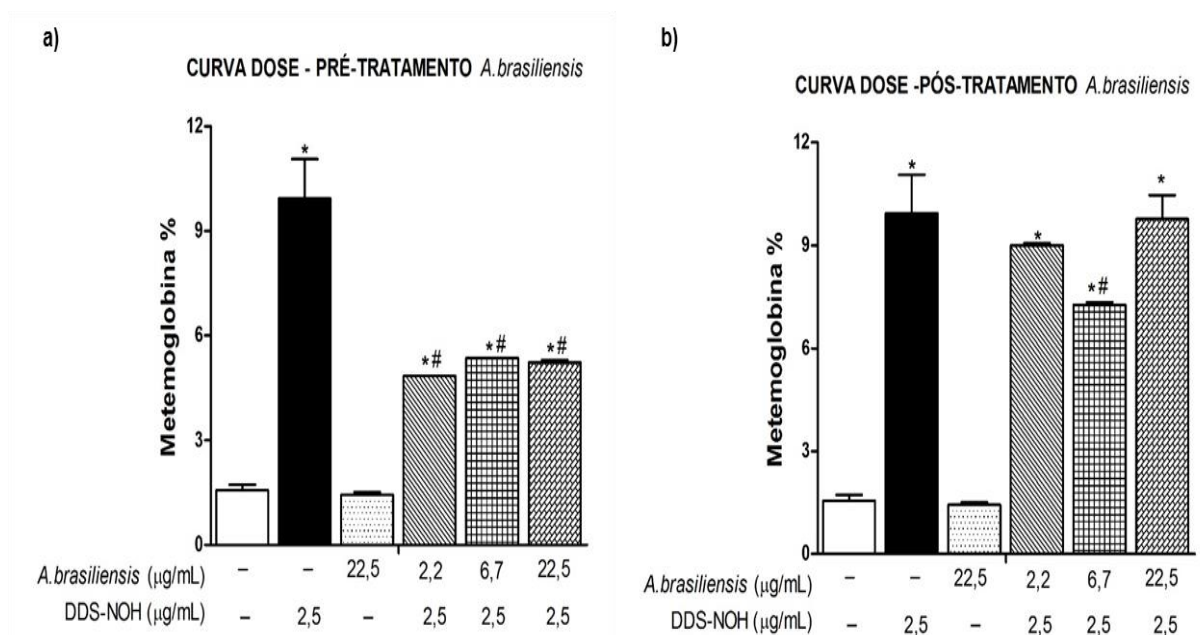 a)
CURVA DOSE - PRÉ-TRATAMENTO A.brasiliensis
Metemoglobina %
12
9
6
3
0
*
*#
*#
*#
A.brasiliensis (µg/mL) – – 22,5 2,2 6,7 22,5
DDS-NOH (µg/mL) – 2,5 – 2,5 2,5 2,5
b)
CURVA DOSE -PÓS-TRATAMENTO A.brasiliensis
Metemoglobina %
12
9
6
3
0
*
*
*#
*
A.brasiliensis (µg/mL) – – 22,5 2,2 6,7 22,5
DDS-NOH (µg/mL) – 2,5 – 2,5 2,5 2,5